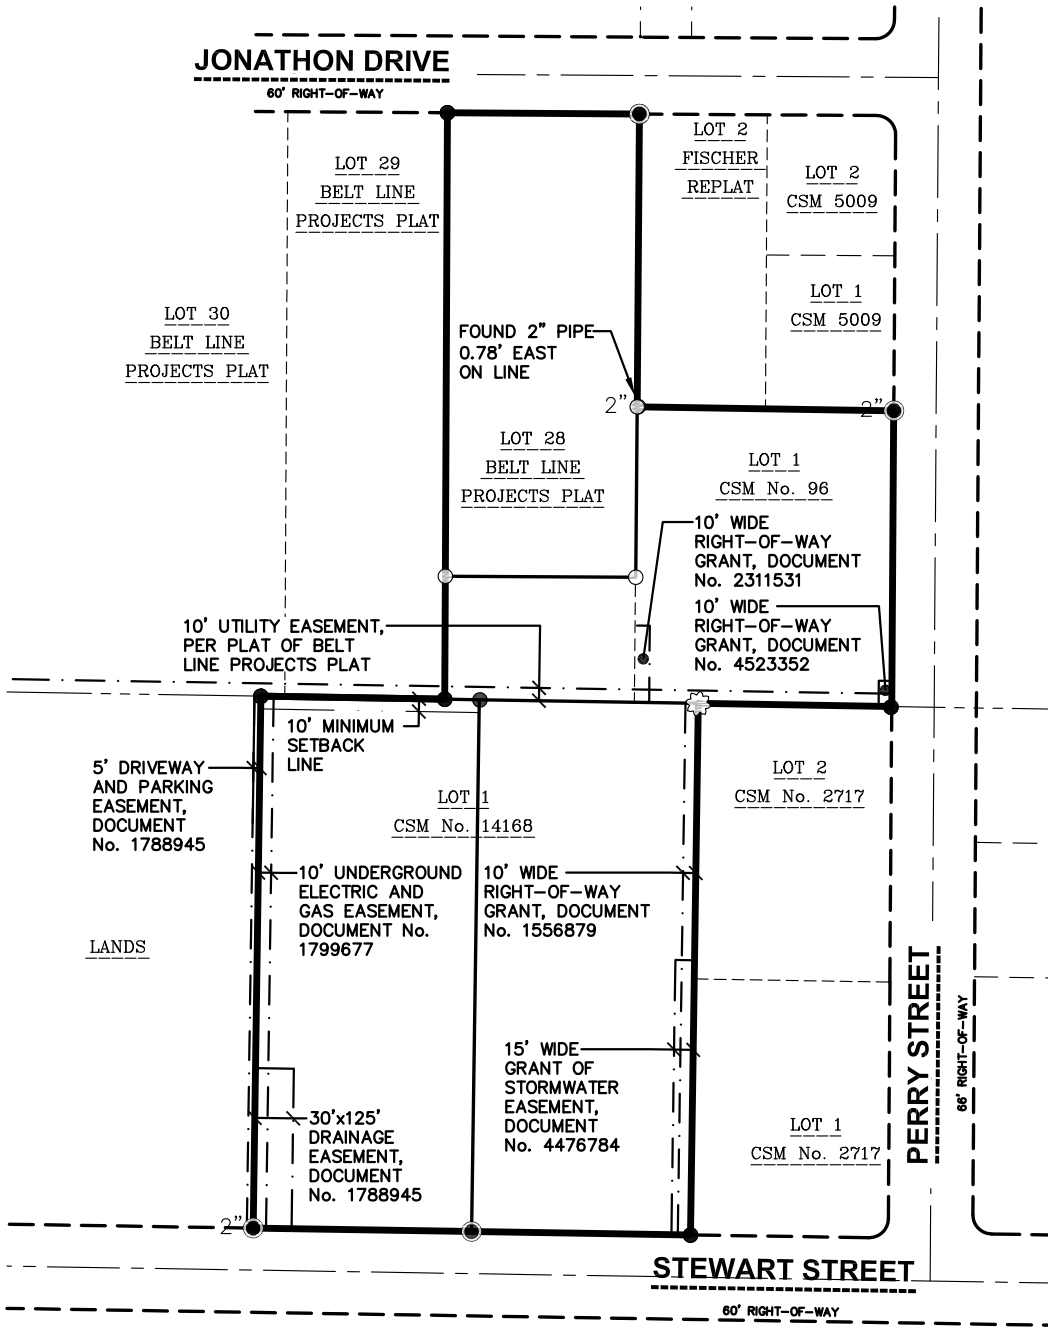 JONATHON DRIVE
60' RIGHT-OF-WAY
LOT 2
FISCHER
REPLAT
LOT 29
BELT LINE
PROJECTS PLAT
LOT 2
CSM 5009
LOT 1
CSM 5009
LOT 30
BELT LINE
PROJECTS PLAT
FOUND 2" PIPE
0.78' EAST
ON LINE
2"
2"
LOT 28
BELT LINE
PROJECTS PLAT
LOT 1
CSM No. 96
10' WIDE
RIGHT-OF-WAY
GRANT, DOCUMENT
No. 2311531
10' WIDE
RIGHT-OF-WAY
GRANT, DOCUMENT
No. 4523352
10' UTILITY EASEMENT,
PER PLAT OF BELT
LINE PROJECTS PLAT
10' MINIMUM
SETBACK
LINE
5' DRIVEWAY
AND PARKING
EASEMENT,
DOCUMENT
No. 1788945
LOT 1
CSM No. 14168
LOT 2
CSM No. 2717
10' UNDERGROUND
ELECTRIC AND
GAS EASEMENT,
DOCUMENT No.
1799677
10' WIDE
RIGHT-OF-WAY
GRANT, DOCUMENT
No. 1556879
LANDS
PERRY STREET
66' RIGHT-OF-WAY
15' WIDE
GRANT OF
STORMWATER
EASEMENT,
DOCUMENT
No. 4476784
30'x125'
DRAINAGE
EASEMENT,
DOCUMENT
No. 1788945
LOT 1
CSM No. 2717
2"
STEWART STREET
60' RIGHT-OF-WAY